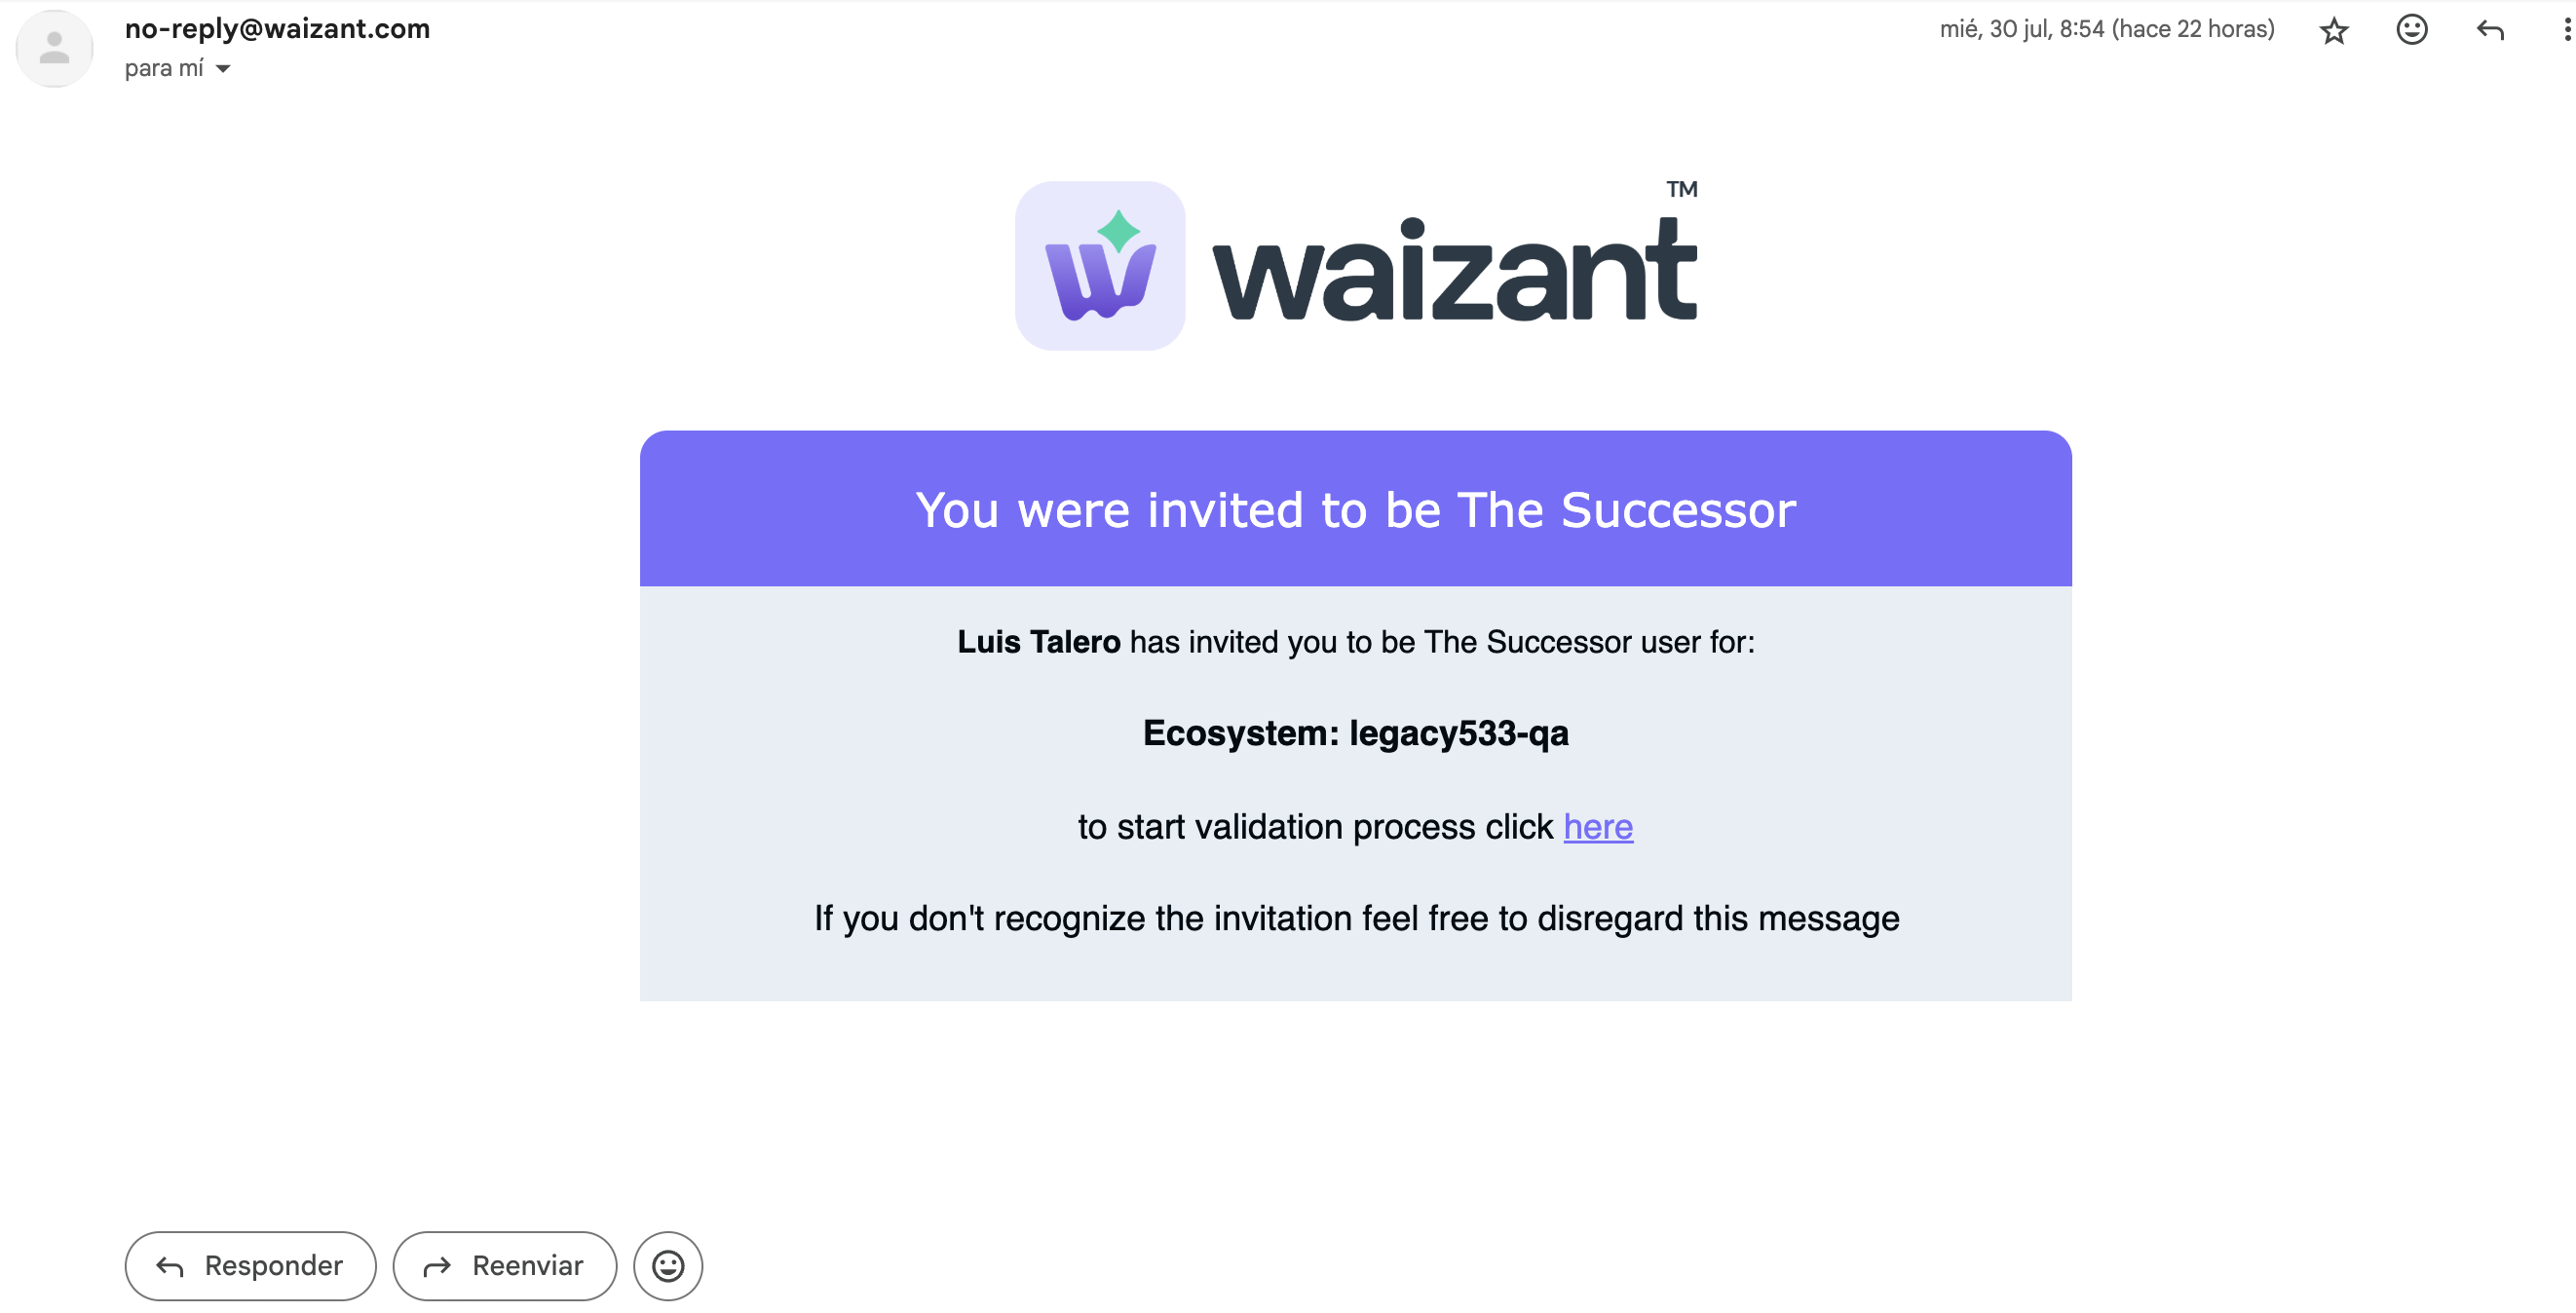 no-reply@waizant.com
mié, 30 jul, 8:54 (hace 22 horas)
para mí
waizant™
You were invited to be The Successor
Luis Talero has invited you to be The Successor user for:
Ecosystem: legacy533-qa
to start validation process click here
If you don't recognize the invitation feel free to disregard this message
Responder
Reenviar